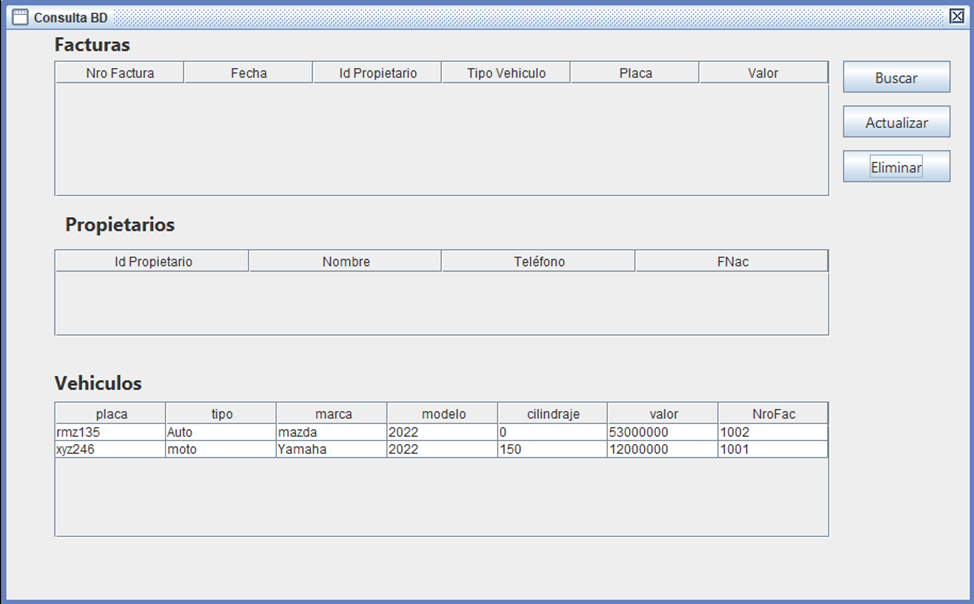 Consulta BD
Facturas
Nro Factura Fecha Id Propietario Tipo Vehiculo Placa Valor
Buscar
Actualizar
Eliminar
Propietarios
Id Propietario Nombre Teléfono FNac
Vehiculos
placa tipo marca modelo cilindraje valor NroFac
rmz135 Auto mazda 2022 0 53000000 1002
xyz246 moto Yamaha 2022 150 12000000 1001